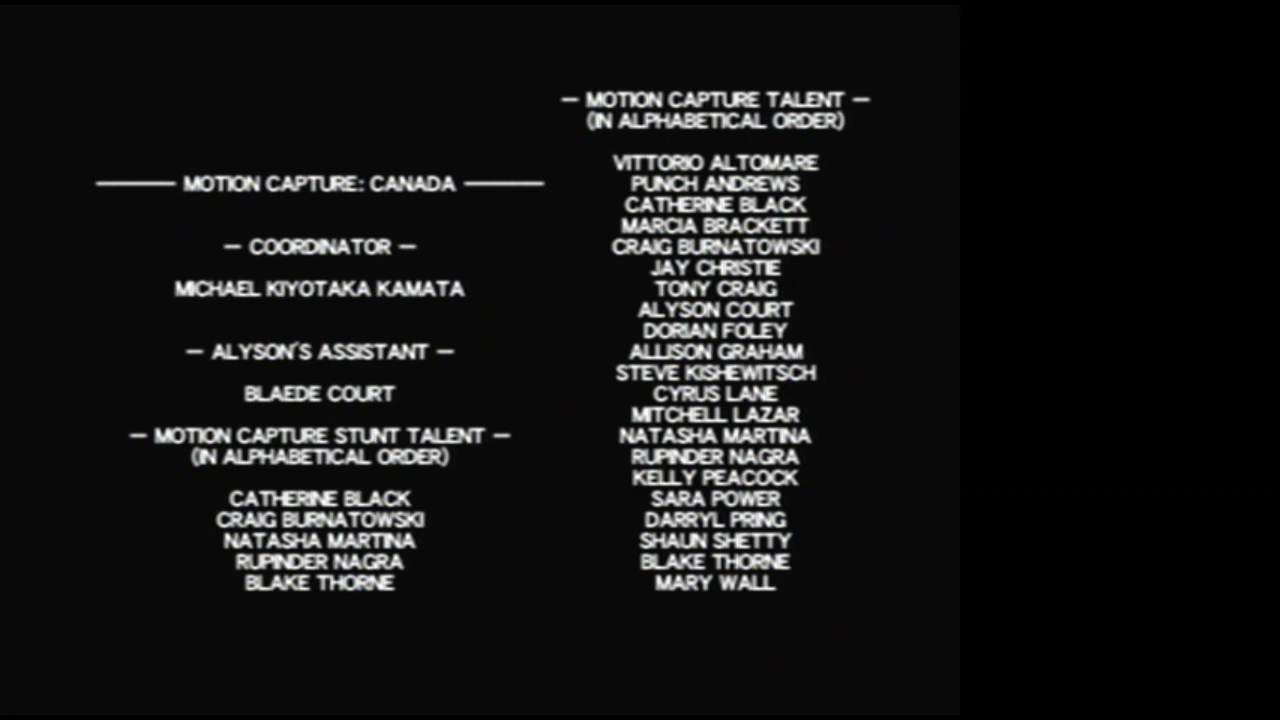 — MOTION CAPTURE: CANADA —
— COORDINATOR —
MICHAEL KIYOTAKA KAMATA
— ALYSON'S ASSISTANT —
BLAEDE COURT
— MOTION CAPTURE STUNT TALENT —
(IN ALPHABETICAL ORDER)
CATHERINE BLACK
CRAIG BURNATOWSKI
NATASHA MARTINA
RUPINDER NAGRA
BLAKE THORNE
— MOTION CAPTURE TALENT —
(IN ALPHABETICAL ORDER)
VITTORIO ALTOMARE
PUNCH ANDREWS
CATHERINE BLACK
MARCIA BRACKETT
CRAIG BURNATOWSKI
JAY CHRISTIE
TONY CRAIG
ALYSON COURT
DORIAN FOLEY
ALLISON GRAHAM
STEVE KISHEWITSCH
CYRUS LANE
MITCHELL LAZAR
NATASHA MARTINA
RUPINDER NAGRA
KELLY PEACOCK
SARA POWER
DARRYL PRING
SHAUN SHETTY
BLAKE THORNE
MARY WALL